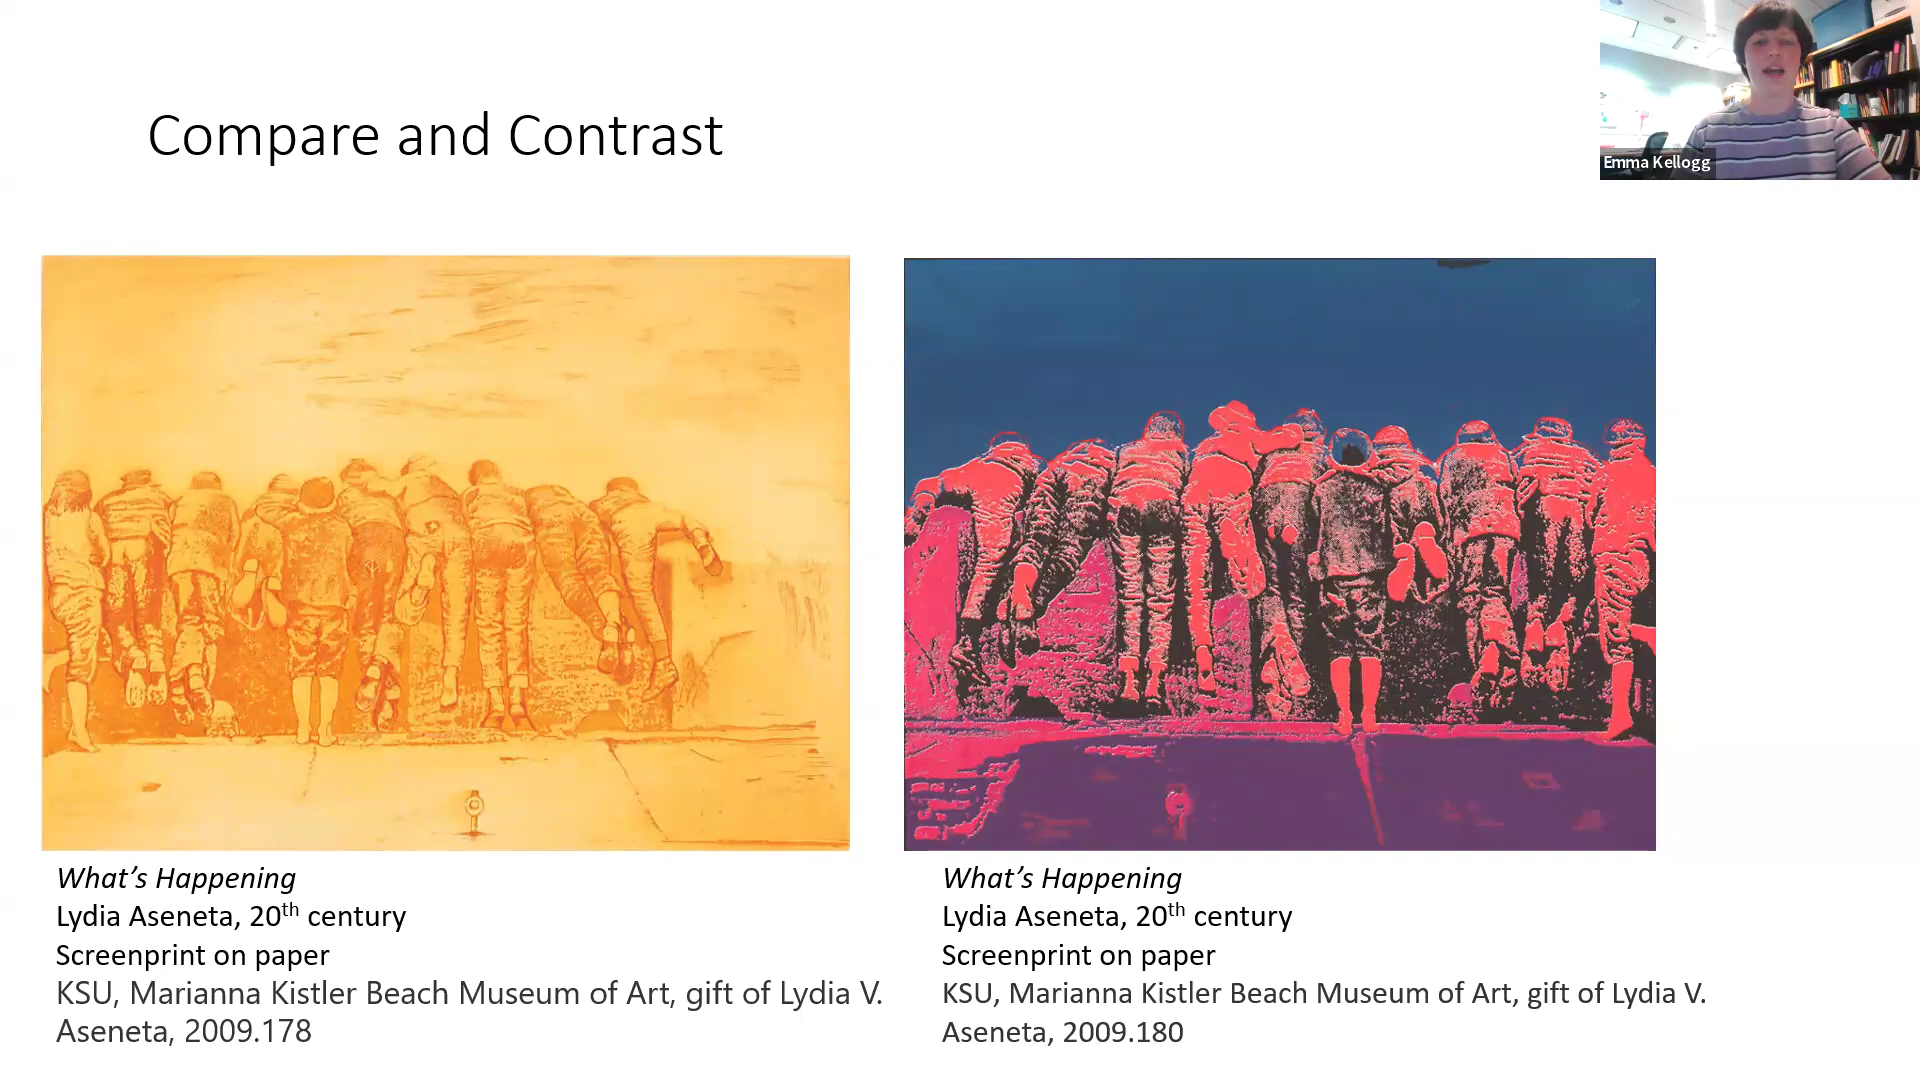 Compare and Contrast
Emma Kellogg
What's Happening
Lydia Aseneta, 20th century
Screenprint on paper
KSU, Marianna Kistler Beach Museum of Art, gift of Lydia V.
Aseneta, 2009.178
What's Happening
Lydia Aseneta, 20th century
Screenprint on paper
KSU, Marianna Kistler Beach Museum of Art, gift of Lydia V.
Aseneta, 2009.180